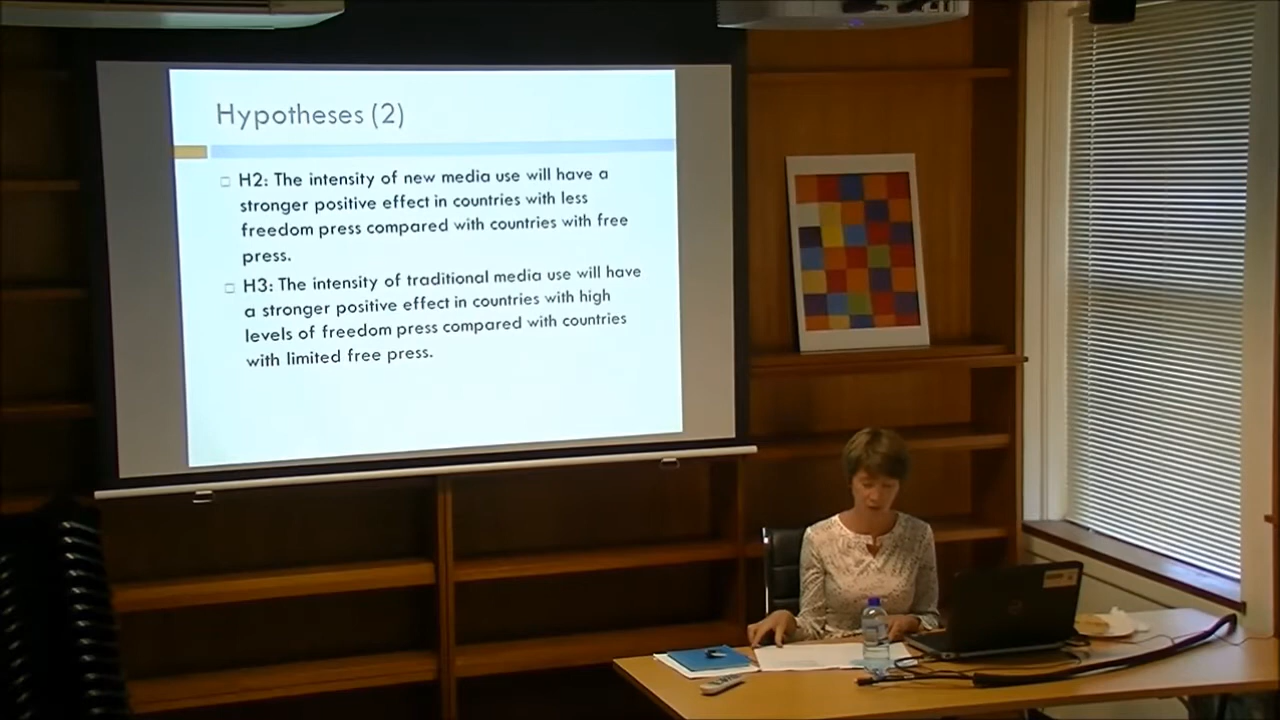 Hypotheses (2)
H2: The intensity of new media use will have a
stronger positive effect in countries with less
freedom press compared with countries with free
press.
H3: The intensity of traditional media use will have
a stronger positive effect in countries with high
levels of freedom press compared with countries
with limited free press.